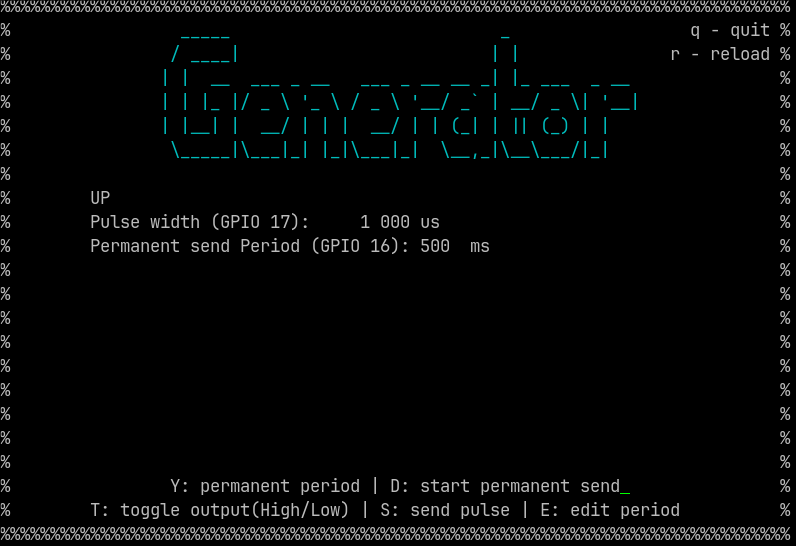 Generator
q - quit
r - reload
UP
Pulse width (GPIO 17):     1 000 us
Permanent send Period (GPIO 16): 500  ms
Y: permanent period | D: start permanent send_
T: toggle output(High/Low) | S: send pulse | E: edit period